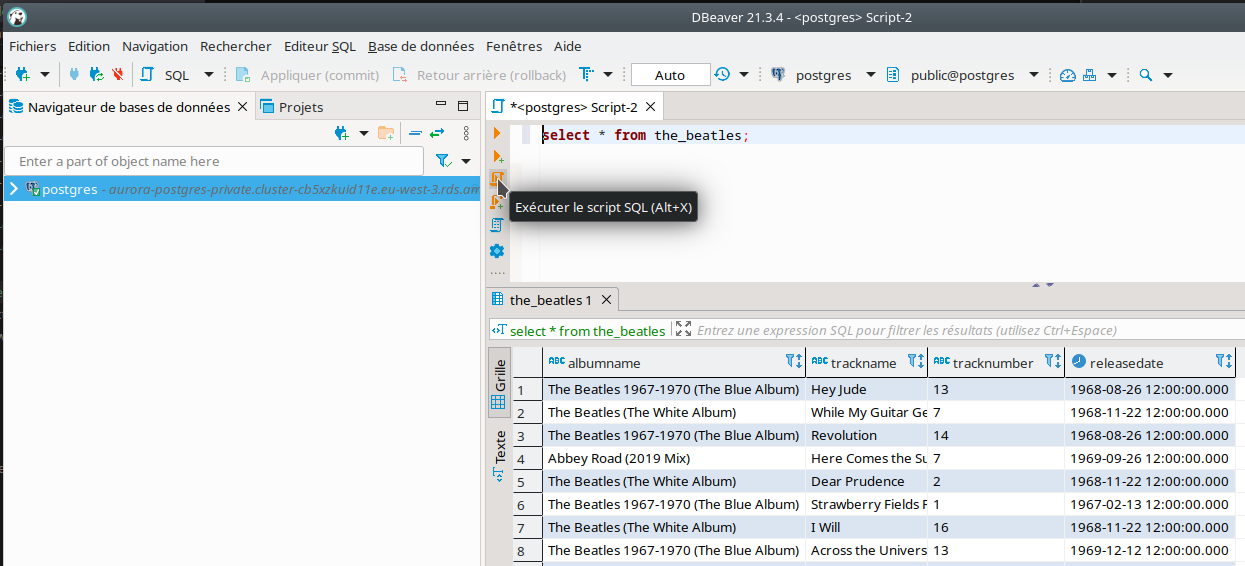 DBeaver 21.3.4 - <postgres> Script-2
Fichiers Edition Navigation Rechercher Editeur SQL Base de données Fenêtres Aide
SQL Appliquer (commit) Retour arrière (rollback) Auto postgres public@postgres
Navigateur de bases de données Projets
*<postgres> Script-2
Enter a part of object name here
postgres - aurora-postgres-private.cluster-cb5xzkuid11e.eu-west-3.rds.am
select * from the_beatles;
Exécuter le script SQL (Alt+X)
the_beatles 1
select * from the_beatles Entrez une expression SQL pour filtrer les résultats (utilisez Ctrl+Espace)
Grille
Texte
ABC albumname ABC trackname ABC tracknumber releasedate
1 The Beatles 1967-1970 (The Blue Album) Hey Jude 13 1968-08-26 12:00:00.000
2 The Beatles (The White Album) While My Guitar Ge 7 1968-11-22 12:00:00.000
3 The Beatles 1967-1970 (The Blue Album) Revolution 14 1968-08-26 12:00:00.000
4 Abbey Road (2019 Mix) Here Comes the Su 7 1969-09-26 12:00:00.000
5 The Beatles (The White Album) Dear Prudence 2 1968-11-22 12:00:00.000
6 The Beatles 1967-1970 (The Blue Album) Strawberry Fields F 1 1967-02-13 12:00:00.000
7 The Beatles (The White Album) I Will 16 1968-11-22 12:00:00.000
8 The Beatles 1967-1970 (The Blue Album) Across the Univers 13 1969-12-12 12:00:00.000